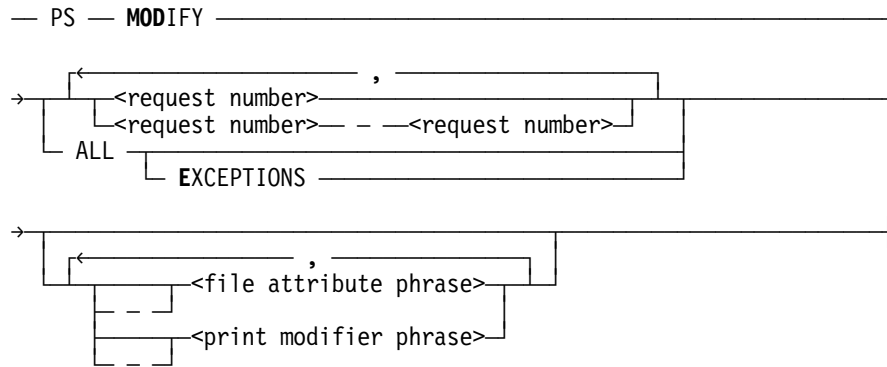 PS — MODIFY
,
<request number>
<request number> — <request number>
ALL
EXCEPTIONS
,
— <file attribute phrase>
— <print modifier phrase>